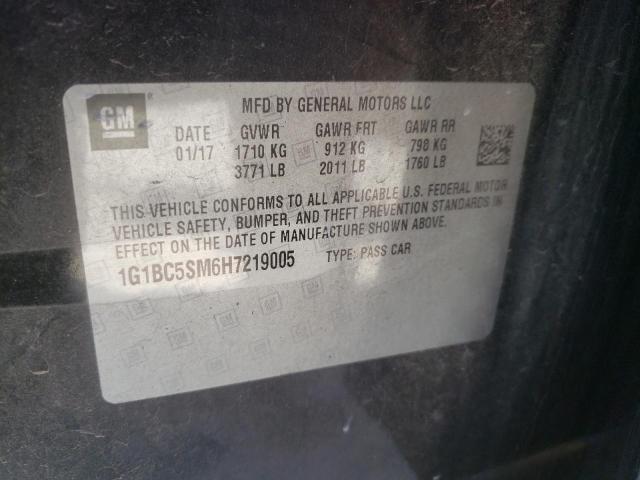 GM
MFD BY GENERAL MOTORS LLC
DATE GVWR GAWR FRT GAWR RR
01/17 1710 KG 912 KG 798 KG
3771 LB 2011 LB 1760 LB
THIS VEHICLE CONFORMS TO ALL APPLICABLE U.S. FEDERAL MOTOR
VEHICLE SAFETY, BUMPER, AND THEFT PREVENTION STANDARDS IN
EFFECT ON THE DATE OF MANUFACTURE SHOWN ABOVE.
1G1BC5SM6H7219005 TYPE: PASS CAR